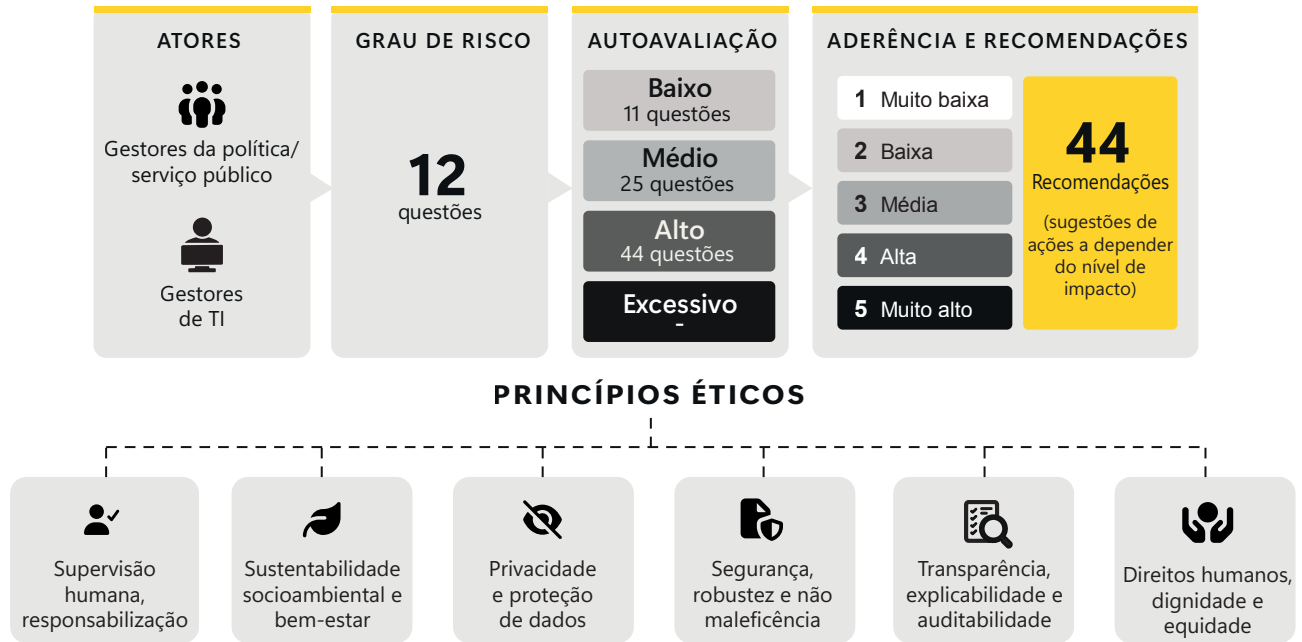 ATORES
Gestores da política/
serviço público
Gestores
de TI
GRAU DE RISCO
12
questões
AUTOAVALIAÇÃO
Baixo
11 questões
Médio
25 questões
Alto
44 questões
Excessivo
-
ADERÊNCIA E RECOMENDAÇÕES
1 Muito baixa
2 Baixa
3 Média
4 Alta
5 Muito alto
44
Recomendações
(sugestões de
ações a depender
do nível de
impacto)
PRINCÍPIOS ÉTICOS
Supervisão
humana,
responsabilização
Sustentabilidade
socioambiental e
bem-estar
Privacidade
e proteção
de dados
Segurança,
robustez e não
maleficência
Transparência,
explicabilidade e
auditabilidade
Direitos humanos,
dignidade e
equidade